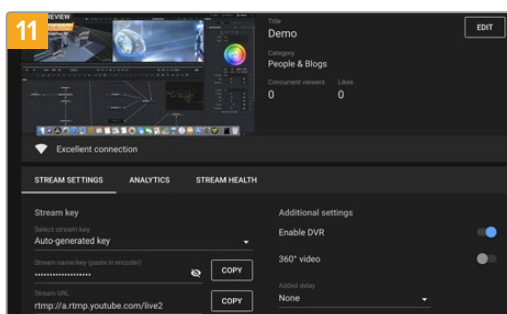 11
PREVIEW
Title
Demo
EDIT
Category
People & Blogs
Concurrent viewers Likes
0 0
Excellent connection
STREAM SETTINGS ANALYTICS STREAM HEALTH
Stream key Additional settings
Select stream key
Auto-generated key
Enable DVR
Stream name/key (paste in encoder)
•••••••••••••••••••
COPY
360° video
Stream URL
rtmp://a.rtmp.youtube.com/live2
COPY
Added delay
None